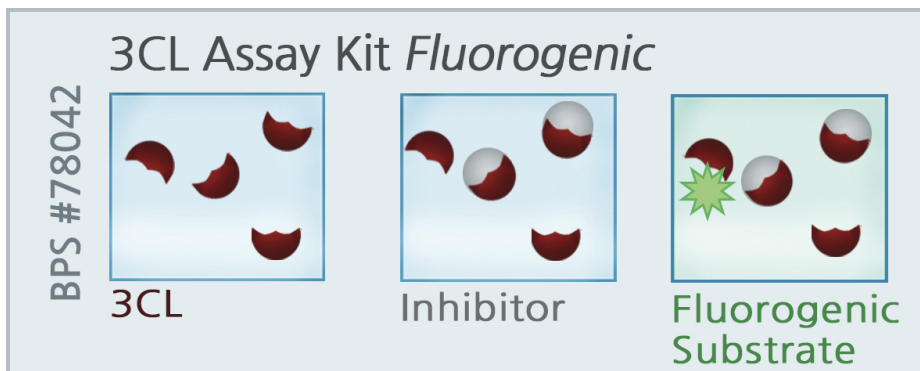 3CL Assay Kit Fluorogenic
BPS #78042
3CL
Inhibitor
Fluorogenic
Substrate